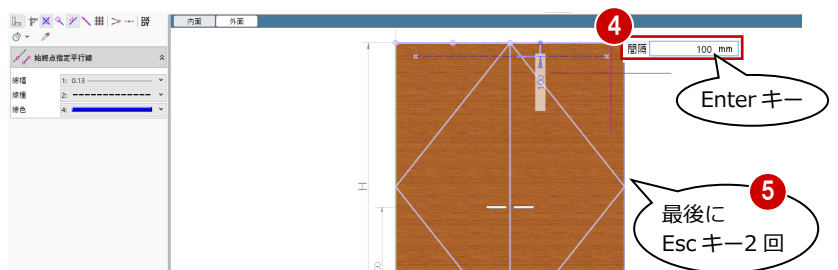 内面 外面
始終点指定平行線
線幅 1: 0.13
線種 2:
線色 4:
4
間隔 100 mm
Enter キー
100
H
5
最後に
Esc キー2 回